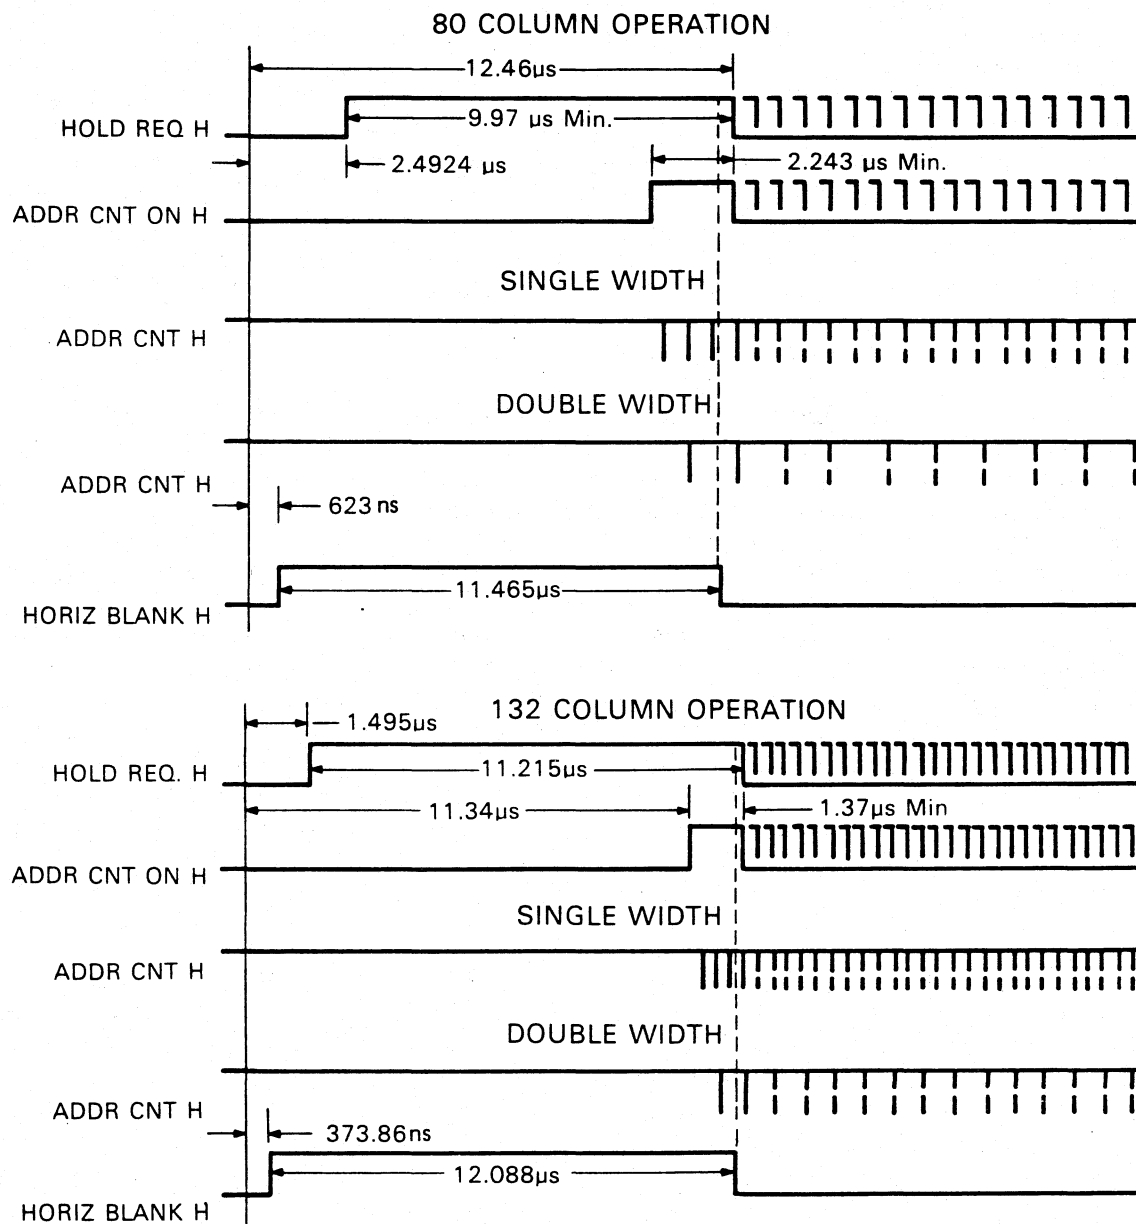 80 COLUMN OPERATION
12.46µs
HOLD REQ H
9.97 µs Min.
2.4924 µs
2.243 µs Min.
ADDR CNT ON H
SINGLE WIDTH
ADDR CNT H
DOUBLE WIDTH
ADDR CNT H
623 ns
11.465µs
HORIZ BLANK H
1.495µs
132 COLUMN OPERATION
HOLD REQ. H
11.215µs
11.34µs
1.37µs Min
ADDR CNT ON H
SINGLE WIDTH
ADDR CNT H
DOUBLE WIDTH
ADDR CNT H
373.86ns
12.088µs
HORIZ BLANK H